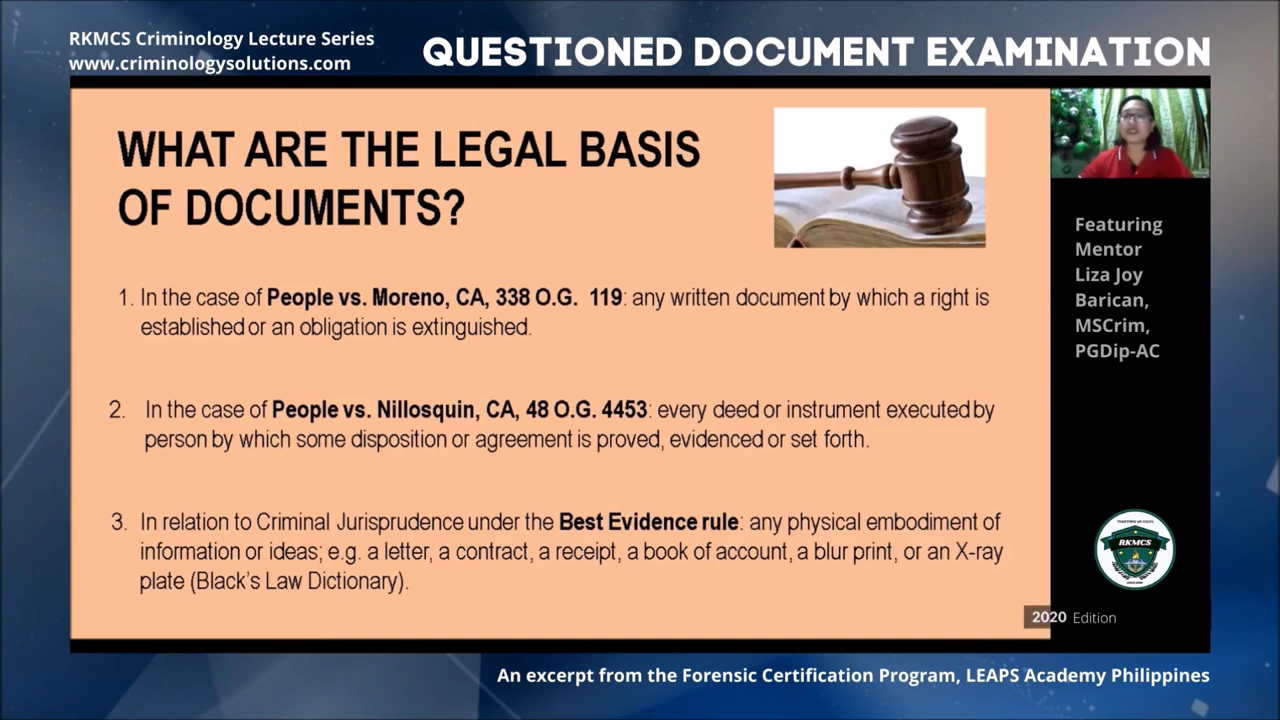 RKMCS Criminology Lecture Series
www.criminologysolutions.com
QUESTIONED DOCUMENT EXAMINATION
WHAT ARE THE LEGAL BASIS
OF DOCUMENTS?
1. In the case of People vs. Moreno, CA, 338 O.G. 119: any written document by which a right is
established or an obligation is extinguished.
2. In the case of People vs. Nillosquin, CA, 48 O.G. 4453: every deed or instrument executed by
person by which some disposition or agreement is proved, evidenced or set forth.
3. In relation to Criminal Jurisprudence under the Best Evidence rule: any physical embodiment of
information or ideas; e.g. a letter, a contract, a receipt, a book of account, a blur print, or an X-ray
plate (Black's Law Dictionary).
Featuring
Mentor
Liza Joy
Barican,
MSCrim,
PGDip-AC
RKMCS
2020 Edition
An excerpt from the Forensic Certification Program, LEAPS Academy Philippines